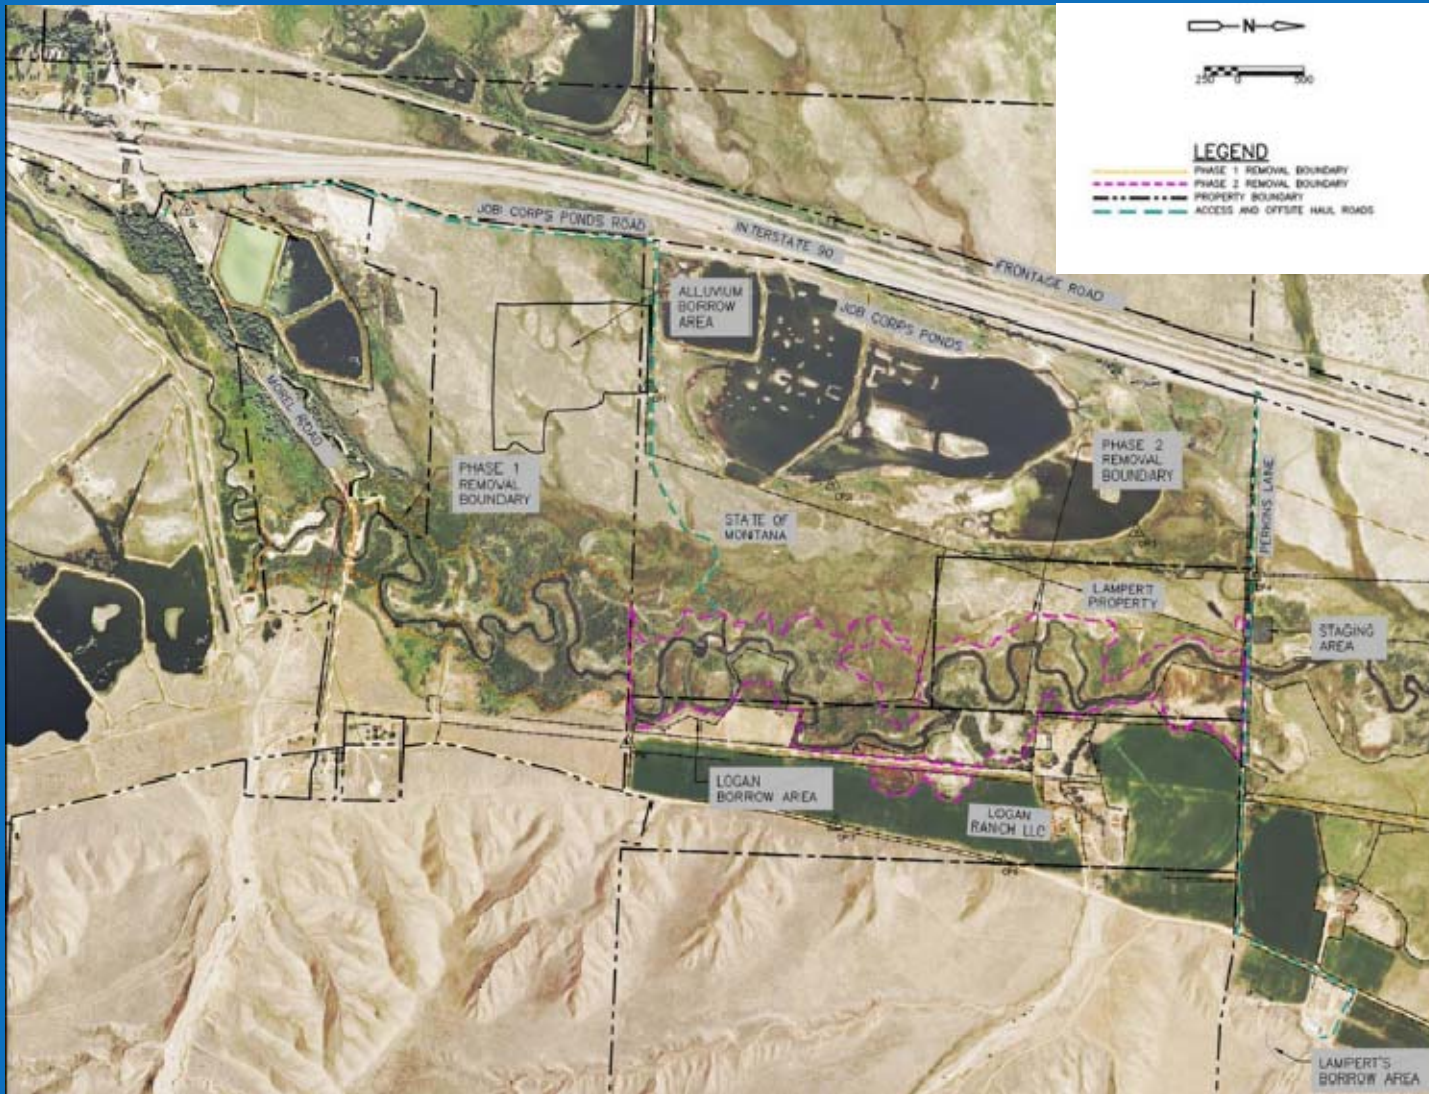 N
250 0 500
LEGEND
PHASE 1 REMOVAL BOUNDARY
PHASE 2 REMOVAL BOUNDARY
PROPERTY BOUNDARY
ACCESS AND OFFSITE HAUL ROADS
JOB CORPS PONDS ROAD
INTERSTATE 90
FRONTAGE ROAD
ALLUVIUM
BORROW
AREA
JOB CORPS PONDS
MOREL ROAD
PHASE 1
REMOVAL
BOUNDARY
PHASE 2
REMOVAL
BOUNDARY
STATE OF
MONTANA
PERKINS LANE
LAMPERT
PROPERTY
STAGING
AREA
LOGAN
BORROW AREA
LOGAN
RANCH LLC
LAMPERT'S
BORROW AREA